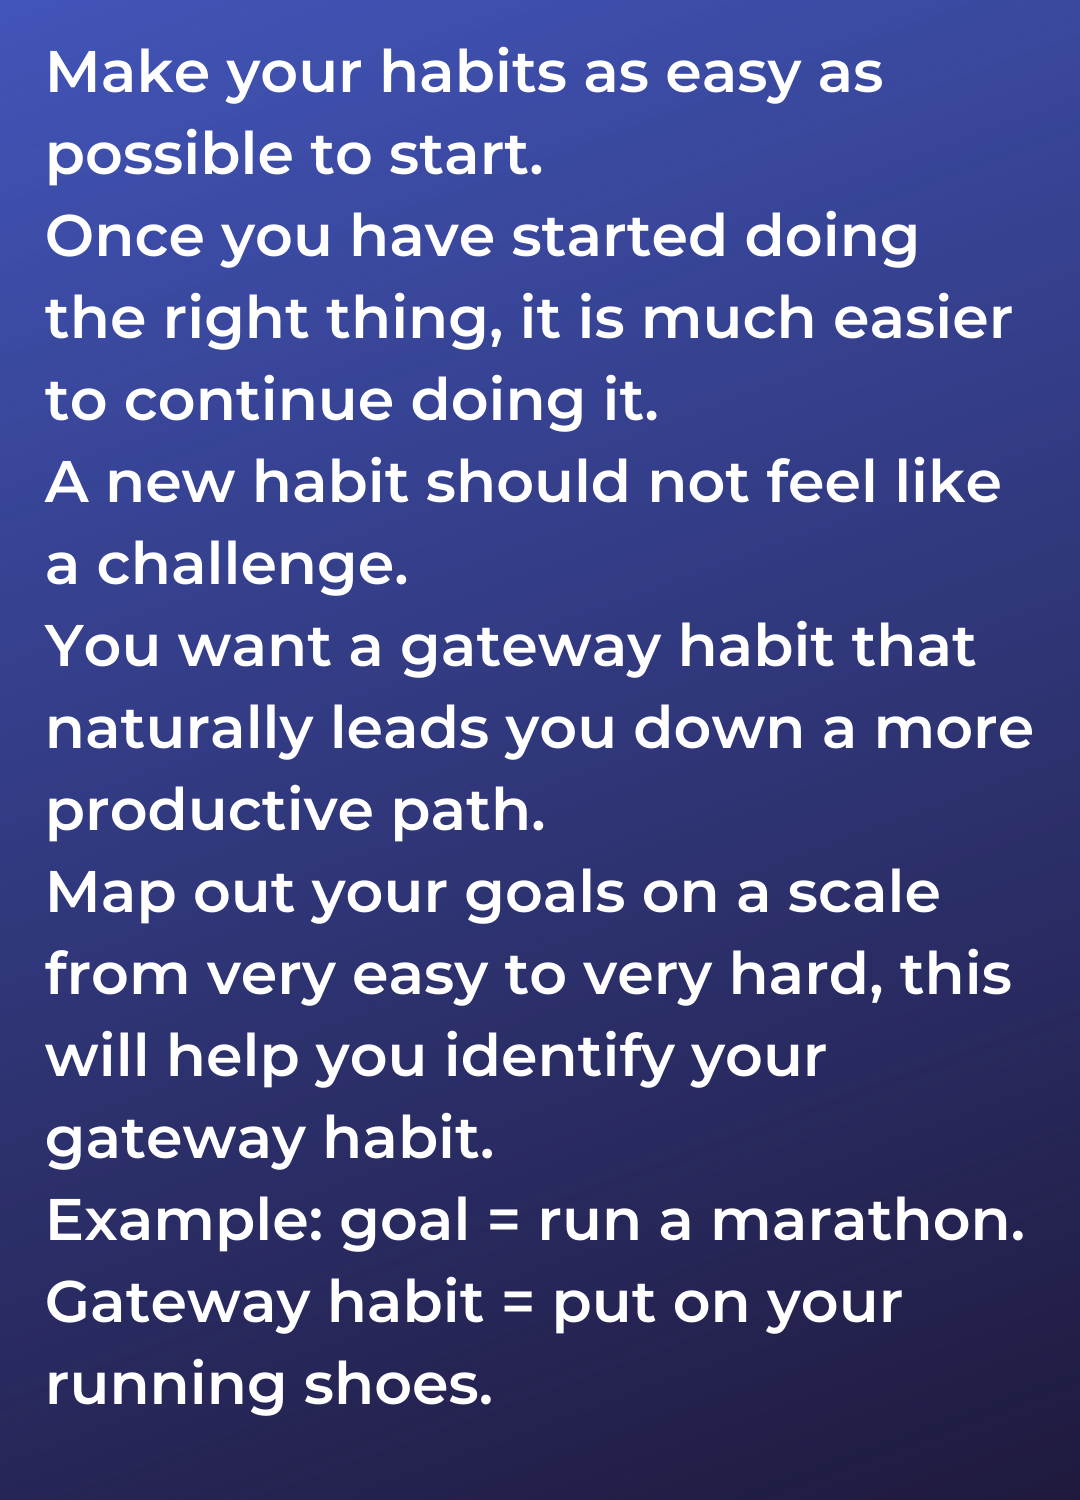 Make your habits as easy as
possible to start.
Once you have started doing
the right thing, it is much easier
to continue doing it.
A new habit should not feel like
a challenge.
You want a gateway habit that
naturally leads you down a more
productive path.
Map out your goals on a scale
from very easy to very hard, this
will help you identify your
gateway habit.
Example: goal = run a marathon.
Gateway habit = put on your
running shoes.